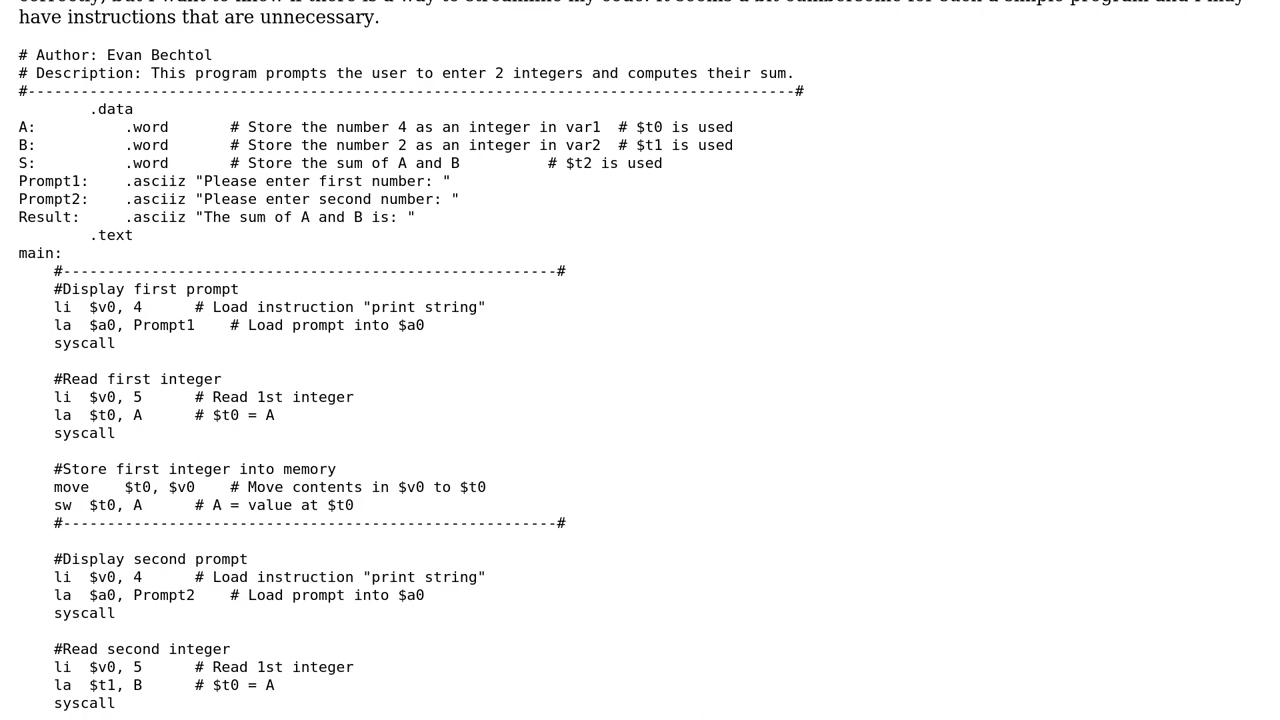 have instructions that are unnecessary.
# Author: Evan Bechtol
# Description: This program prompts the user to enter 2 integers and computes their sum.
#---------------------------------------------------------------------------------------#
        .data
A:          .word       # Store the number 4 as an integer in var1  # $t0 is used
B:          .word       # Store the number 2 as an integer in var2  # $t1 is used
S:          .word       # Store the sum of A and B          # $t2 is used
Prompt1:    .asciiz "Please enter first number: "
Prompt2:    .asciiz "Please enter second number: "
Result:     .asciiz "The sum of A and B is: "
        .text
main:
    #--------------------------------------------------------#
    #Display first prompt
    li  $v0, 4      # Load instruction "print string"
    la  $a0, Prompt1    # Load prompt into $a0
    syscall
    #Read first integer
    li  $v0, 5      # Read 1st integer
    la  $t0, A      # $t0 = A
    syscall
    #Store first integer into memory
    move    $t0, $v0    # Move contents in $v0 to $t0
    sw  $t0, A      # A = value at $t0
    #--------------------------------------------------------#
    #Display second prompt
    li  $v0, 4      # Load instruction "print string"
    la  $a0, Prompt2    # Load prompt into $a0
    syscall
    #Read second integer
    li  $v0, 5      # Read 1st integer
    la  $t1, B      # $t0 = A
    syscall